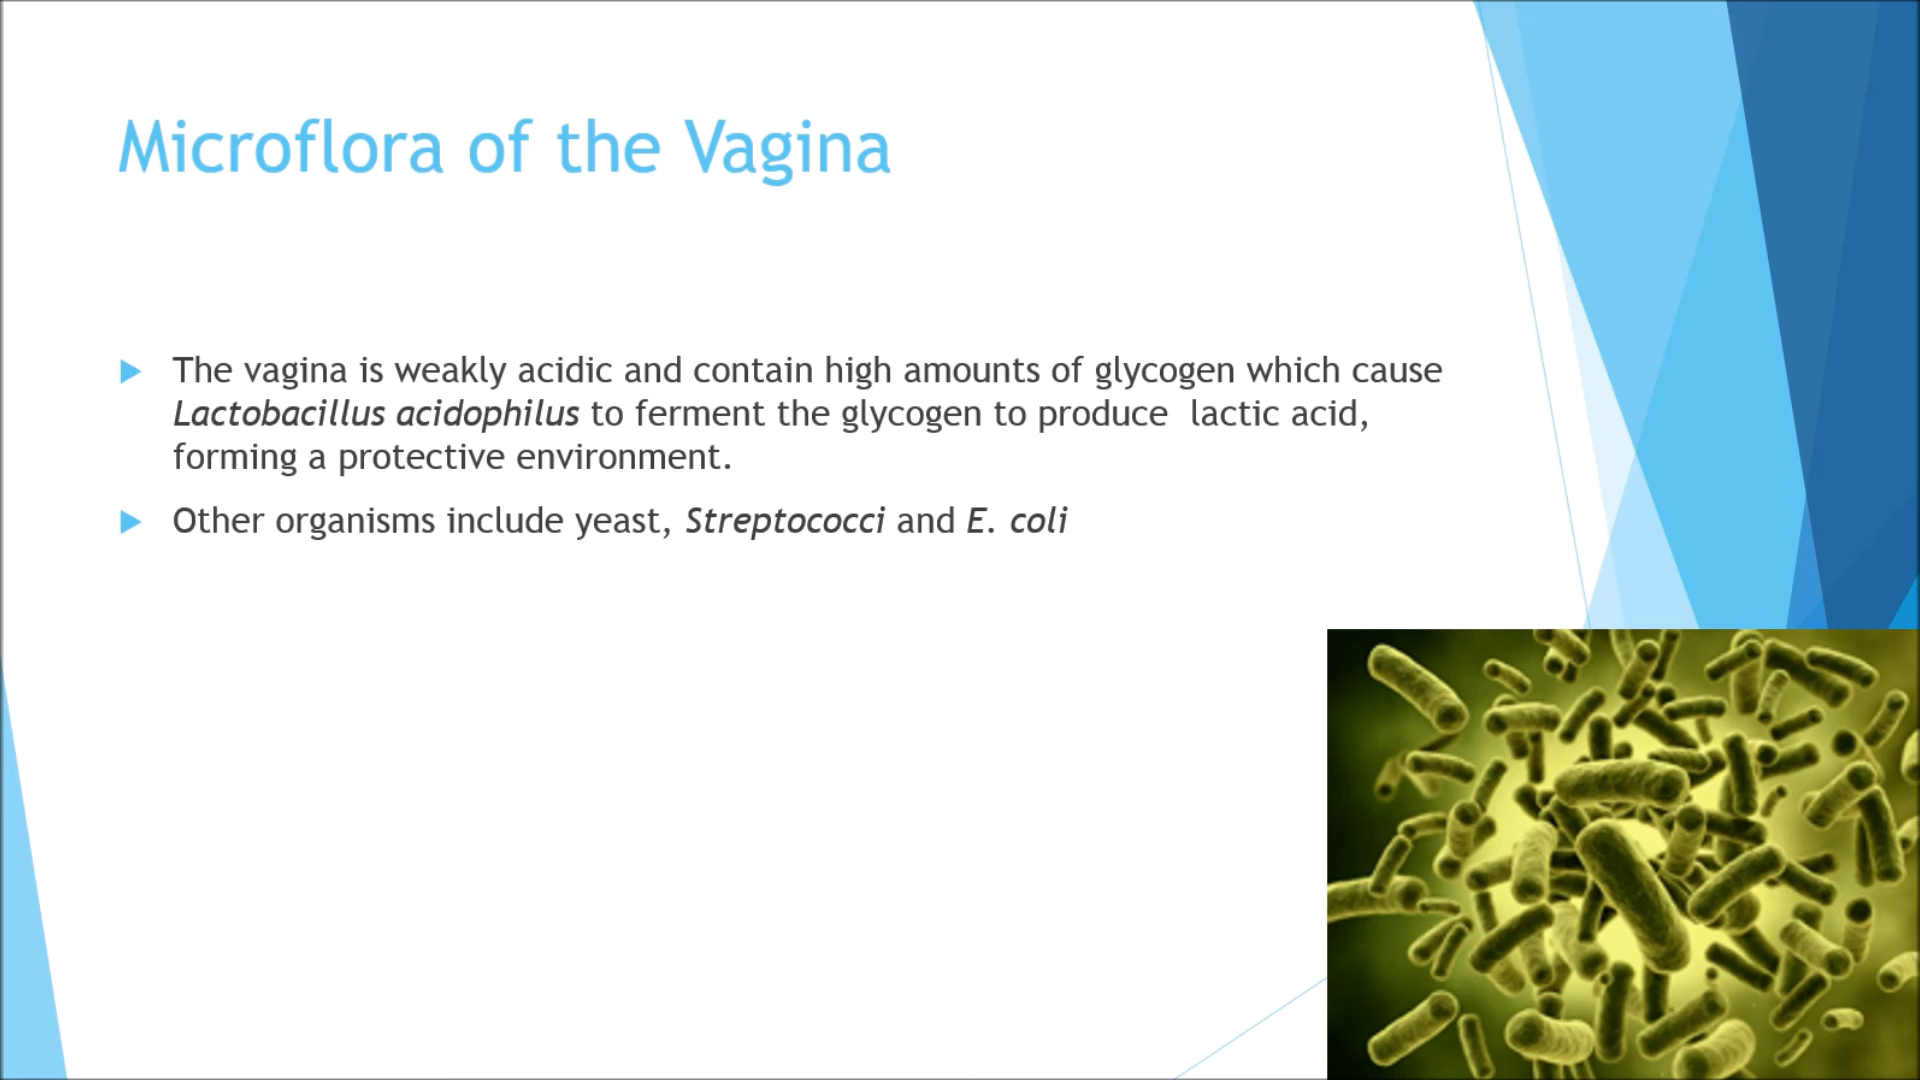 Microflora of the Vagina
The vagina is weakly acidic and contain high amounts of glycogen which cause
Lactobacillus acidophilus to ferment the glycogen to produce  lactic acid,
forming a protective environment.
Other organisms include yeast, Streptococci and E. coli